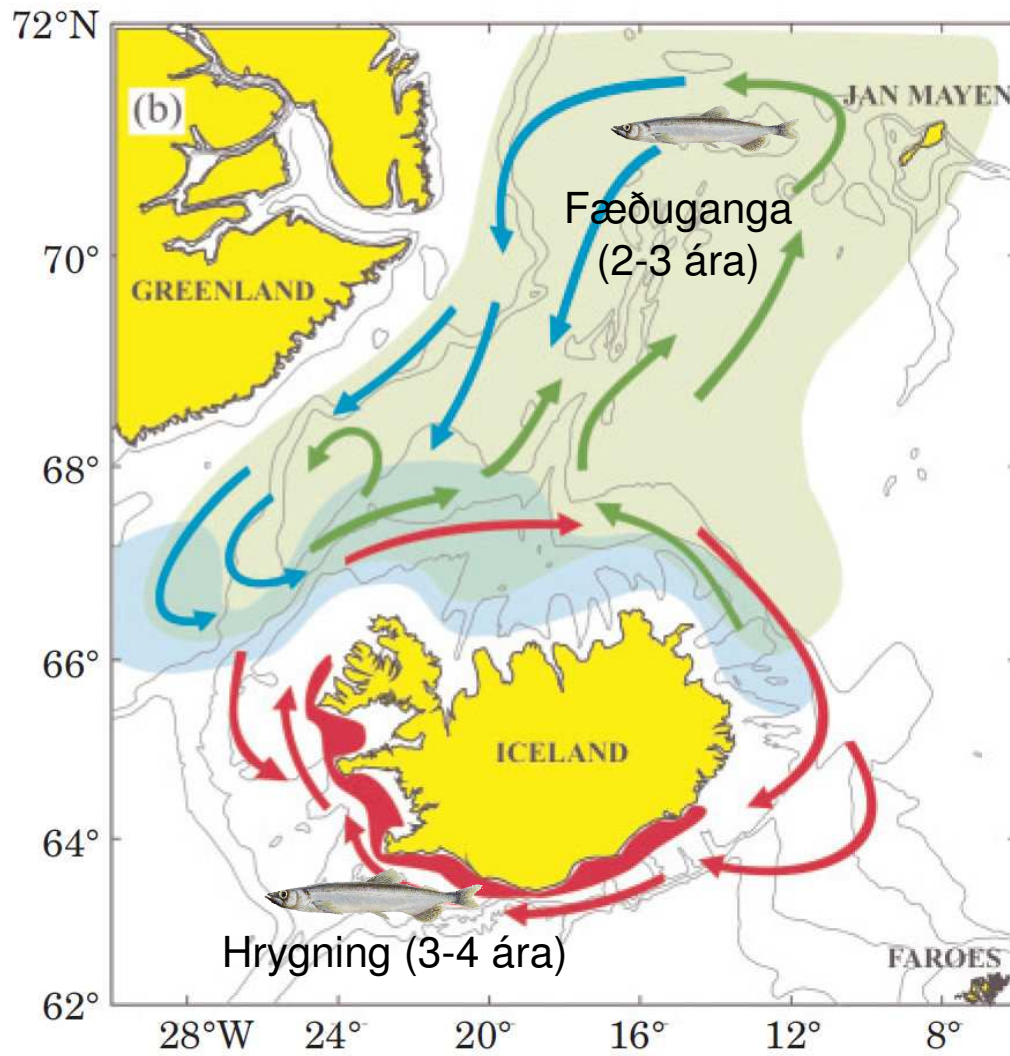 72°N
(b)
JAN MAYEN
Fæðuganga
(2-3 ára)
70°
GREENLAND
68°
66°
ICELAND
64°
Hrygning (3-4 ára)
FAROES
62°
28°W 24° 20° 16° 12° 8°